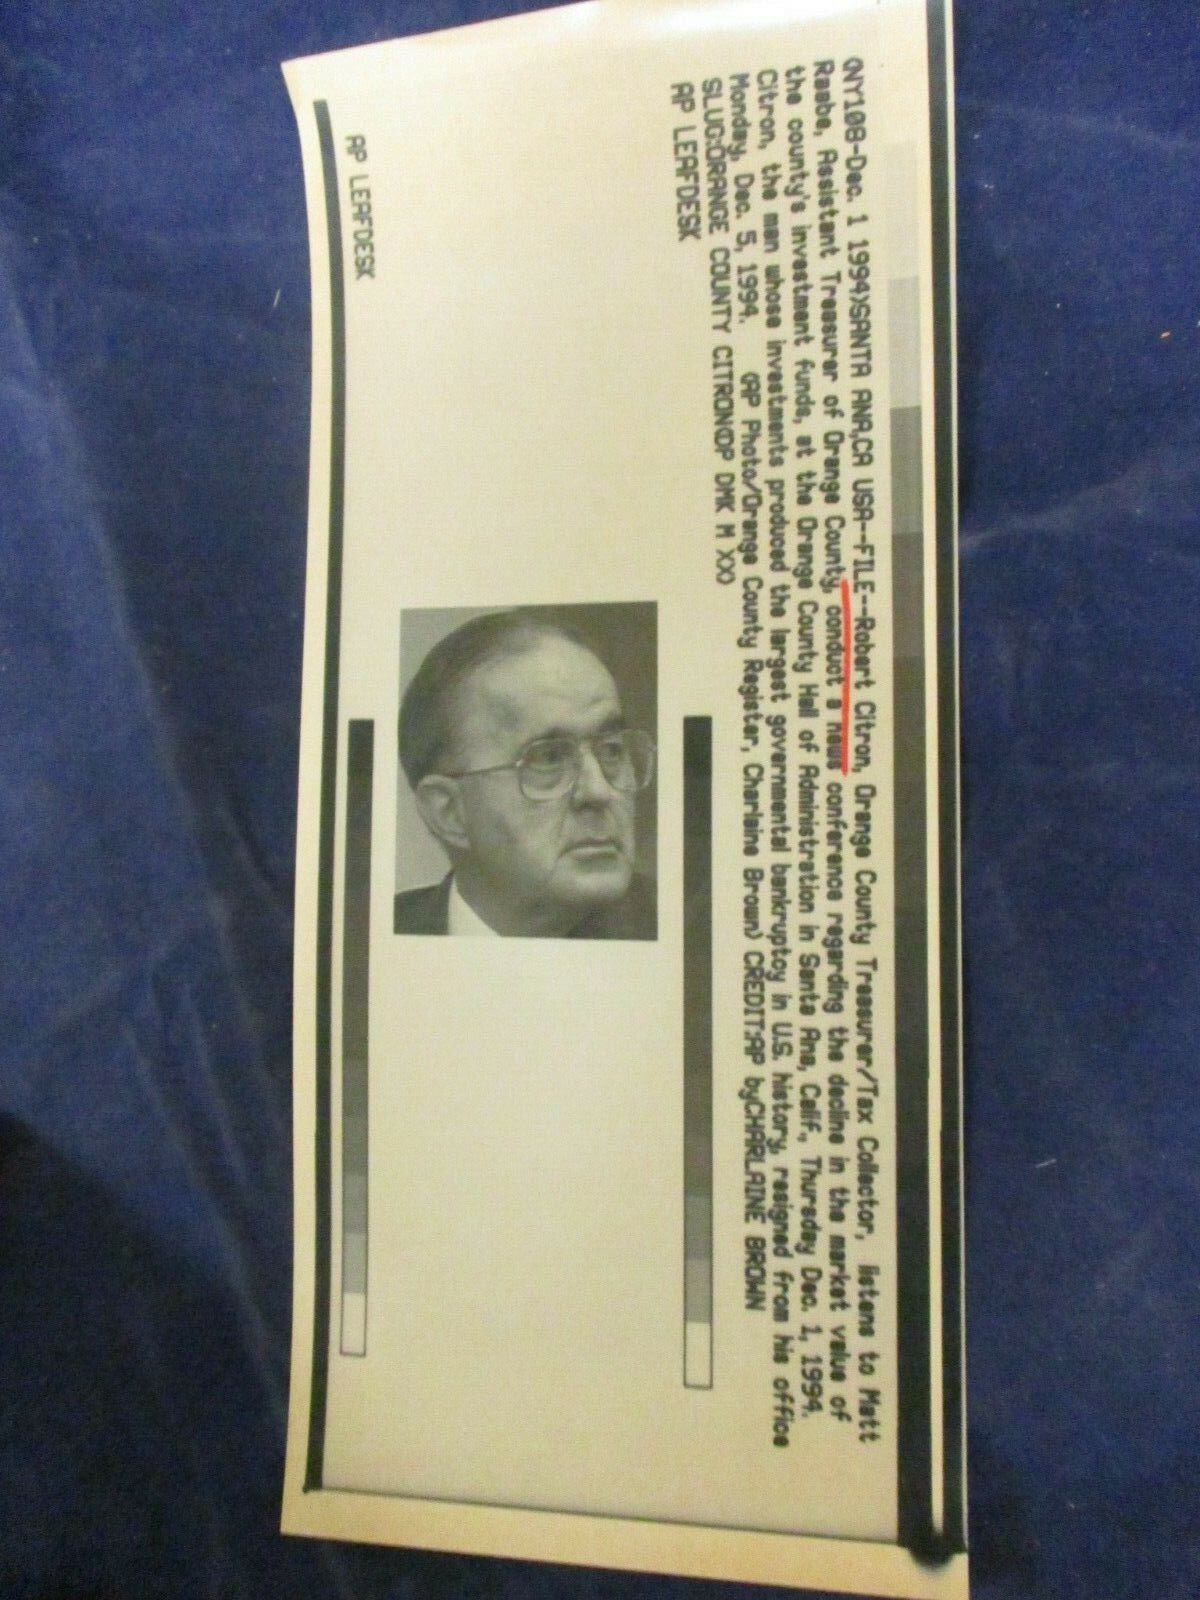 (NY108-Dec. 1 1994)SANTA ANA,CA USA--FILE--Robert Citron, Orange County Treasurer/Tax Collector, listens to Matt
Raabe, Assistant Treasurer of Orange County, conduct a news conference regarding the decline in the market value of
the county's investment funds, at the Orange County Hall of Administration in Santa Ana, Calif., Thursday Dec. 1, 1994.
Citron, the man whose investments produced the largest governmental bankruptcy in U.S. history, resigned from his office
Monday, Dec. 5, 1994. (AP Photo/Orange County Register, Charlaine Brown) CREDIT:AP byCHARLAINE BROWN
SLUG:ORANGE COUNTY CITRON(DP DMK M XX)
AP LEAFDESK
AP LEAFDESK